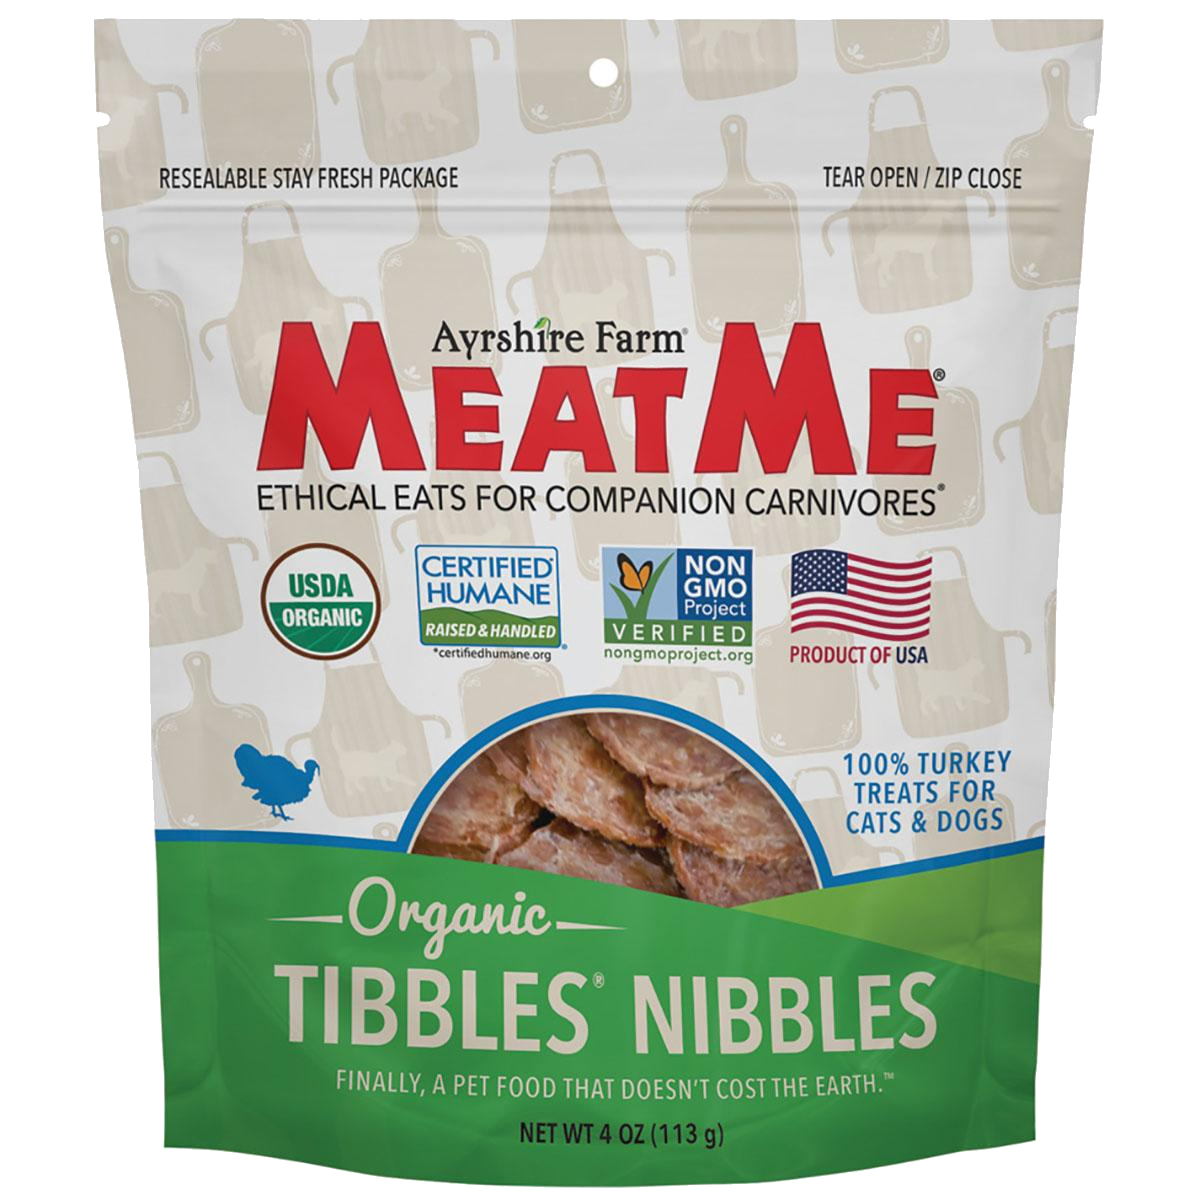 RESEALABLE STAY FRESH PACKAGE
TEAR OPEN / ZIP CLOSE
Ayrshire Farm®
MEATME®
ETHICAL EATS FOR COMPANION CARNIVORES®
USDA
ORGANIC
CERTIFIED®
HUMANE
RAISED & HANDLED®
*certifiedhumane.org
NON
GMO
Project
VERIFIED
nongmoproject.org
PRODUCT OF USA
100% TURKEY
TREATS FOR
CATS & DOGS
Organic
TIBBLES® NIBBLES
FINALLY, A PET FOOD THAT DOESN'T COST THE EARTH.™
NET WT 4 OZ (113 g)